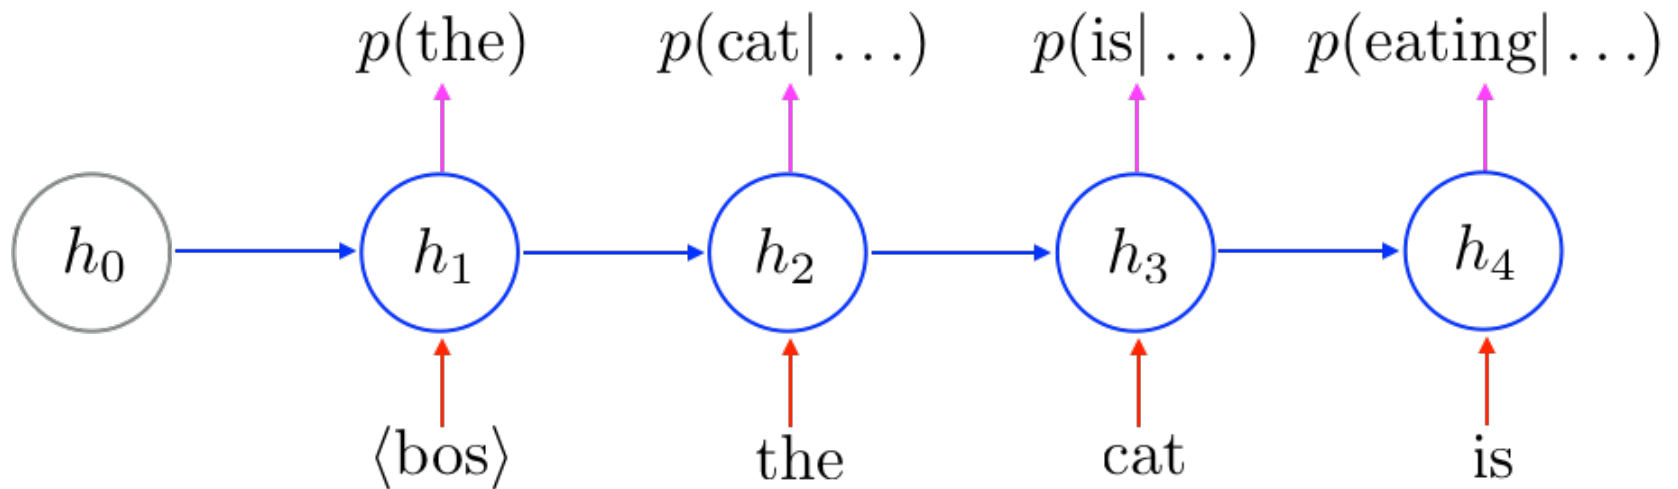 p(the) p(cat| …) p(is| …) p(eating| …)
h₀ h₁ h₂ h₃ h₄
⟨bos⟩ the cat is